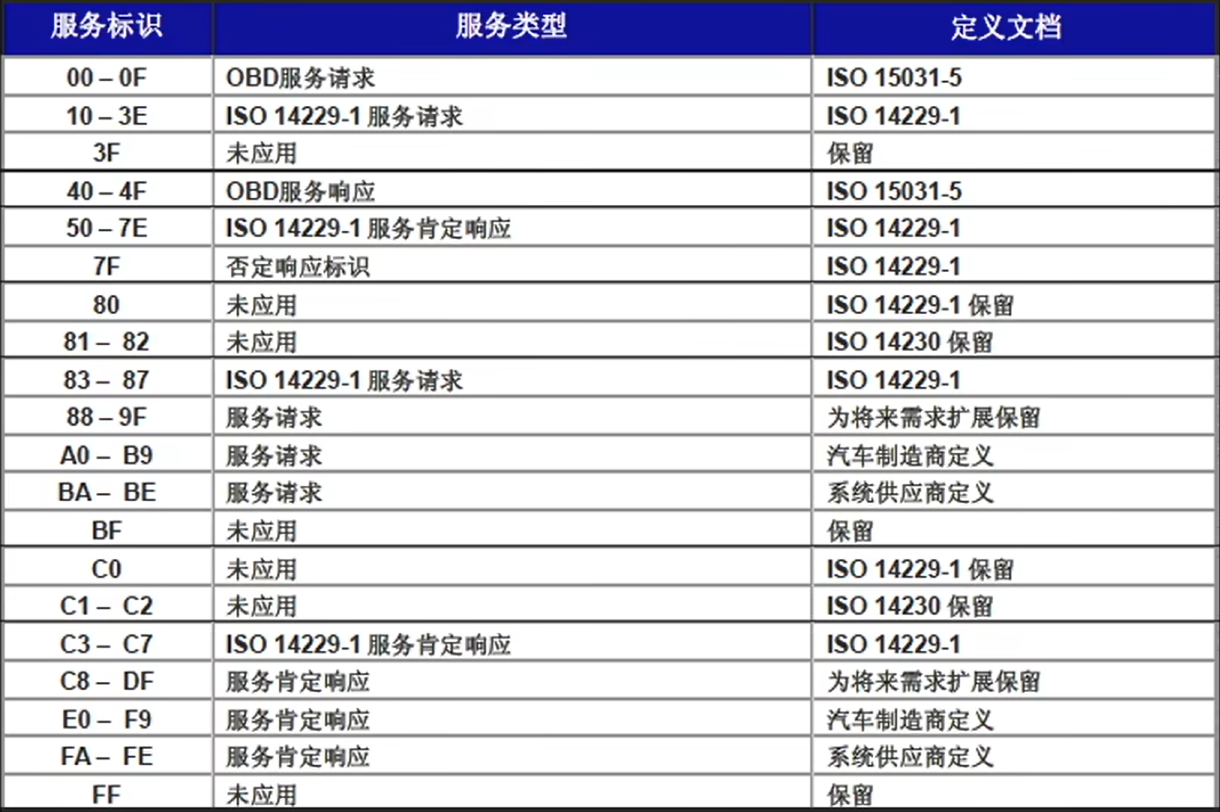 服务标识 服务类型 定义文档
00 – 0F OBD服务请求 ISO 15031-5
10 – 3E ISO 14229-1 服务请求 ISO 14229-1
3F 未应用 保留
40 – 4F OBD服务响应 ISO 15031-5
50 – 7E ISO 14229-1 服务肯定响应 ISO 14229-1
7F 否定响应标识 ISO 14229-1
80 未应用 ISO 14229-1 保留
81 – 82 未应用 ISO 14230 保留
83 – 87 ISO 14229-1 服务请求 ISO 14229-1
88 – 9F 服务请求 为将来需求扩展保留
A0 – B9 服务请求 汽车制造商定义
BA – BE 服务请求 系统供应商定义
BF 未应用 保留
C0 未应用 ISO 14229-1 保留
C1 – C2 未应用 ISO 14230 保留
C3 – C7 ISO 14229-1 服务肯定响应 ISO 14229-1
C8 – DF 服务肯定响应 为将来需求扩展保留
E0 – F9 服务肯定响应 汽车制造商定义
FA – FE 服务肯定响应 系统供应商定义
FF 未应用 保留